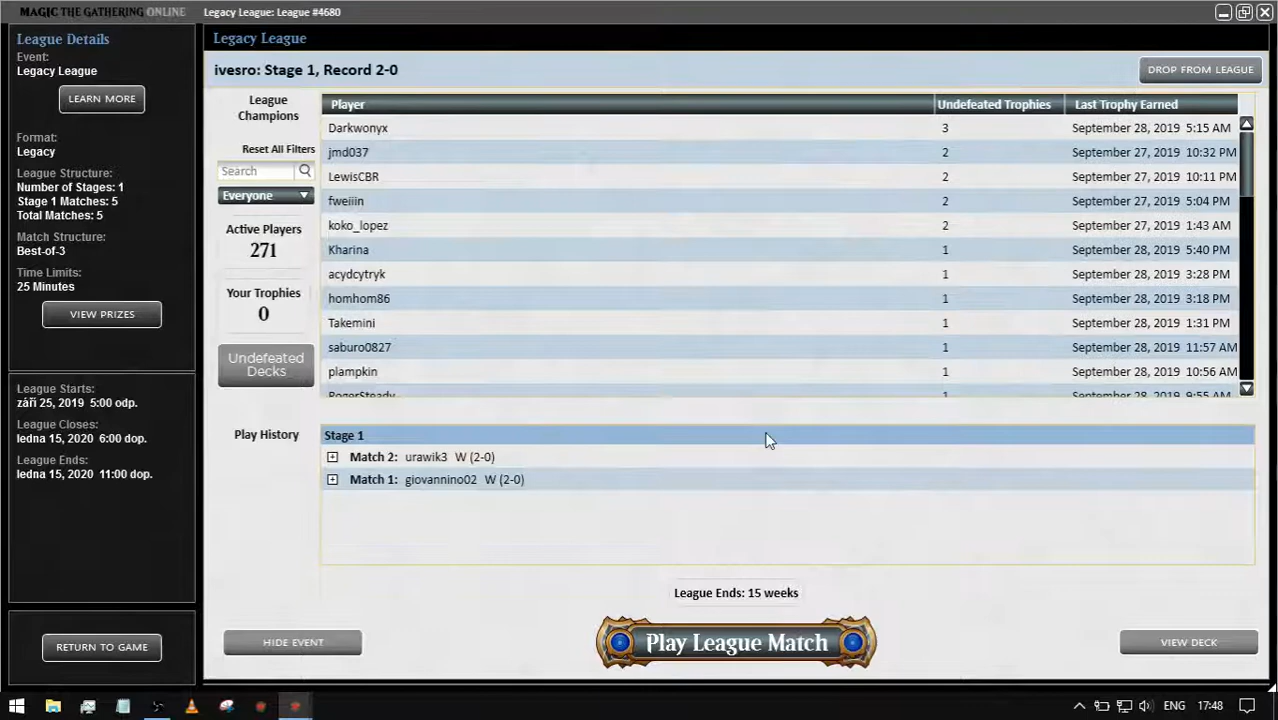 MAGIC THE GATHERING ONLINE
Legacy League: League #4680
League Details
Event:
Legacy League
LEARN MORE
Format:
Legacy
League Structure:
Number of Stages: 1
Stage 1 Matches: 5
Total Matches: 5
Match Structure:
Best-of-3
Time Limits:
25 Minutes
VIEW PRIZES
League Starts:
září 25, 2019 5:00 odp.
League Closes:
ledna 15, 2020 6:00 dop.
League Ends:
ledna 15, 2020 11:00 dop.
RETURN TO GAME
Legacy League
ivesro: Stage 1, Record 2-0
DROP FROM LEAGUE
League
Champions
Reset All Filters
Search
Everyone
Active Players
271
Your Trophies
0
Undefeated
Decks
Player Undefeated Trophies Last Trophy Earned
Darkwonyx 3 September 28, 2019 5:15 AM
jmd037 2 September 27, 2019 10:32 PM
LewisCBR 2 September 27, 2019 10:11 PM
fweiiin 2 September 27, 2019 5:04 PM
koko_lopez 2 September 27, 2019 1:43 AM
Kharina 1 September 28, 2019 5:40 PM
acydcytryk 1 September 28, 2019 3:28 PM
homhom86 1 September 28, 2019 3:18 PM
Takemini 1 September 28, 2019 1:31 PM
saburo0827 1 September 28, 2019 11:57 AM
plampkin 1 September 28, 2019 10:56 AM
RogerSteady 1 September 28, 2019 9:55 AM
Play History
Stage 1
Match 2: urawik3 W (2-0)
Match 1: giovannino02 W (2-0)
League Ends: 15 weeks
HIDE EVENT
Play League Match
VIEW DECK
ENG 17:48